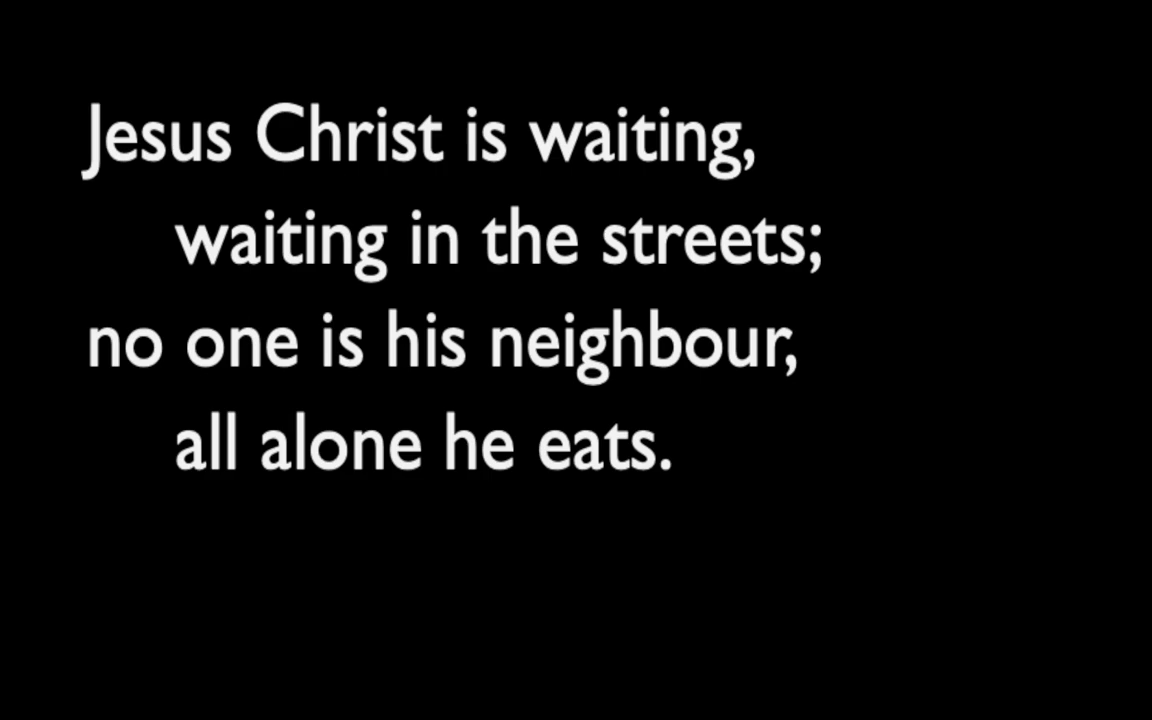 Jesus Christ is waiting,
waiting in the streets;
no one is his neighbour,
all alone he eats.